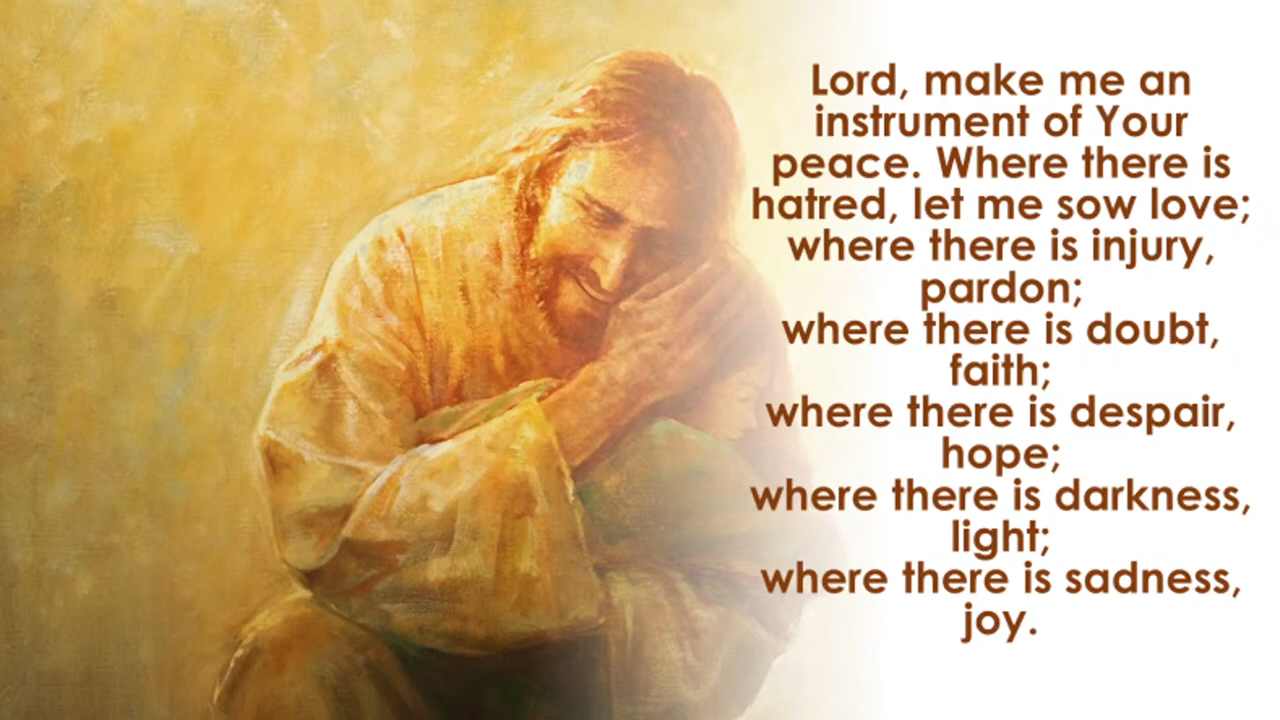 Lord, make me an
instrument of Your
peace. Where there is
hatred, let me sow love;
where there is injury,
pardon;
where there is doubt,
faith;
where there is despair,
hope;
where there is darkness,
light;
where there is sadness,
joy.